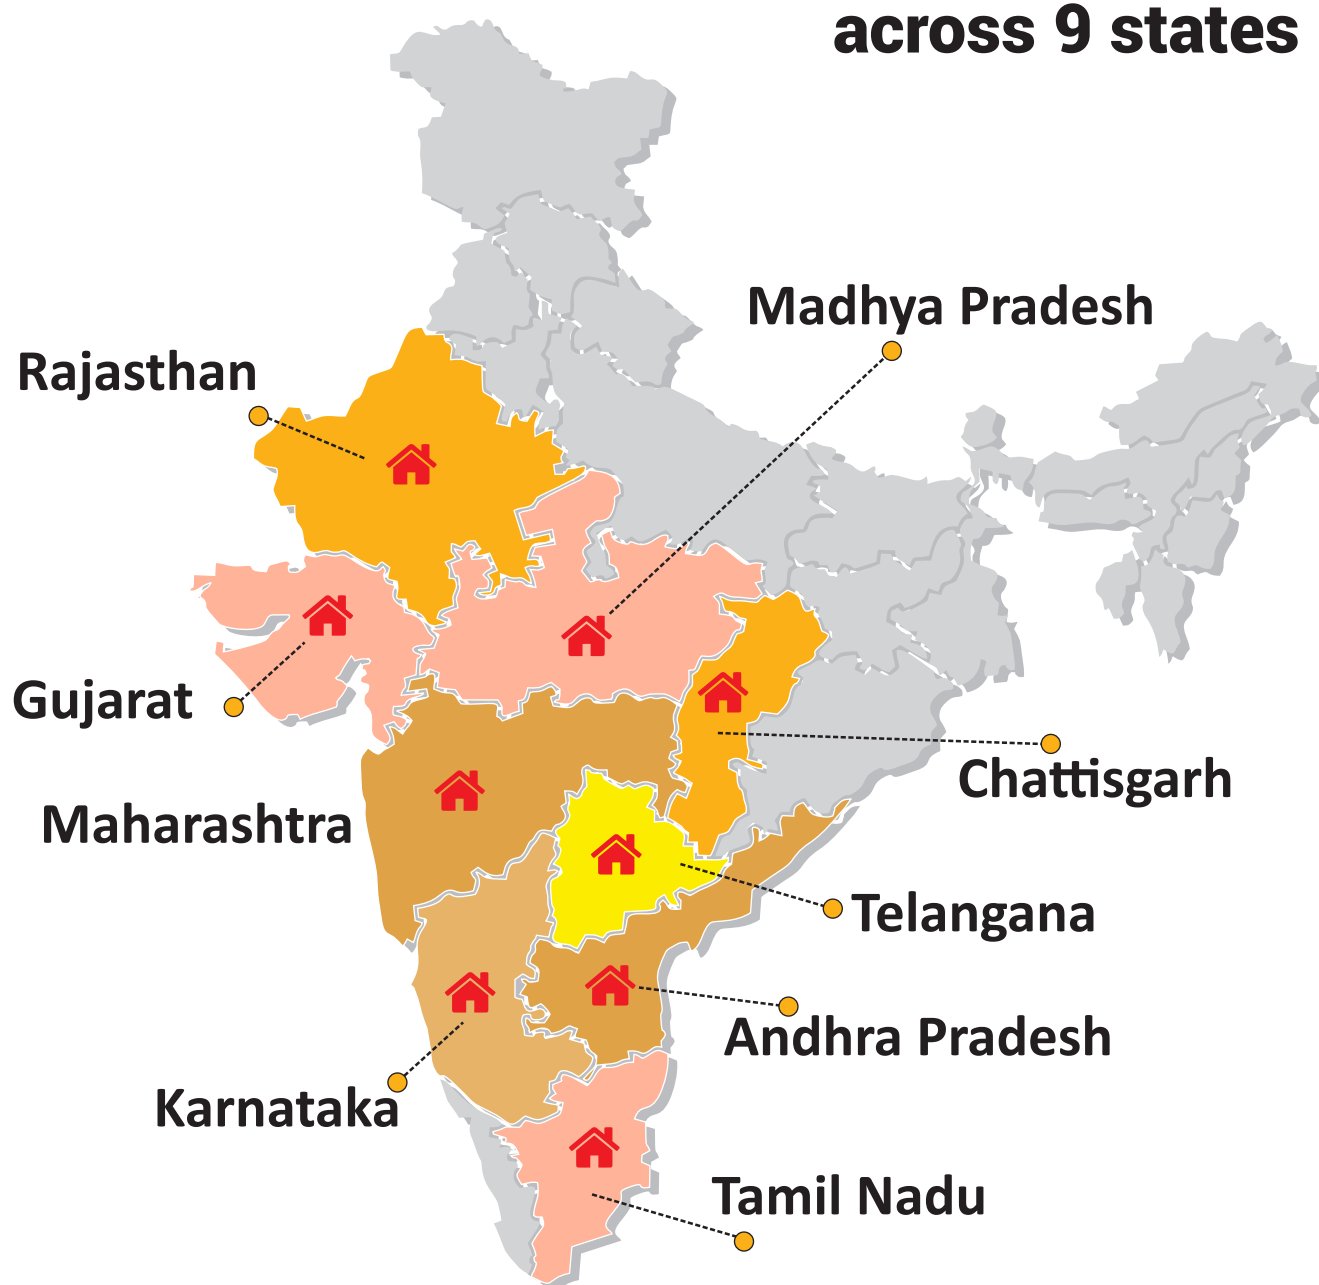 across 9 states
Madhya Pradesh
Rajasthan
Gujarat
Chattisgarh
Maharashtra
Telangana
Andhra Pradesh
Karnataka
Tamil Nadu